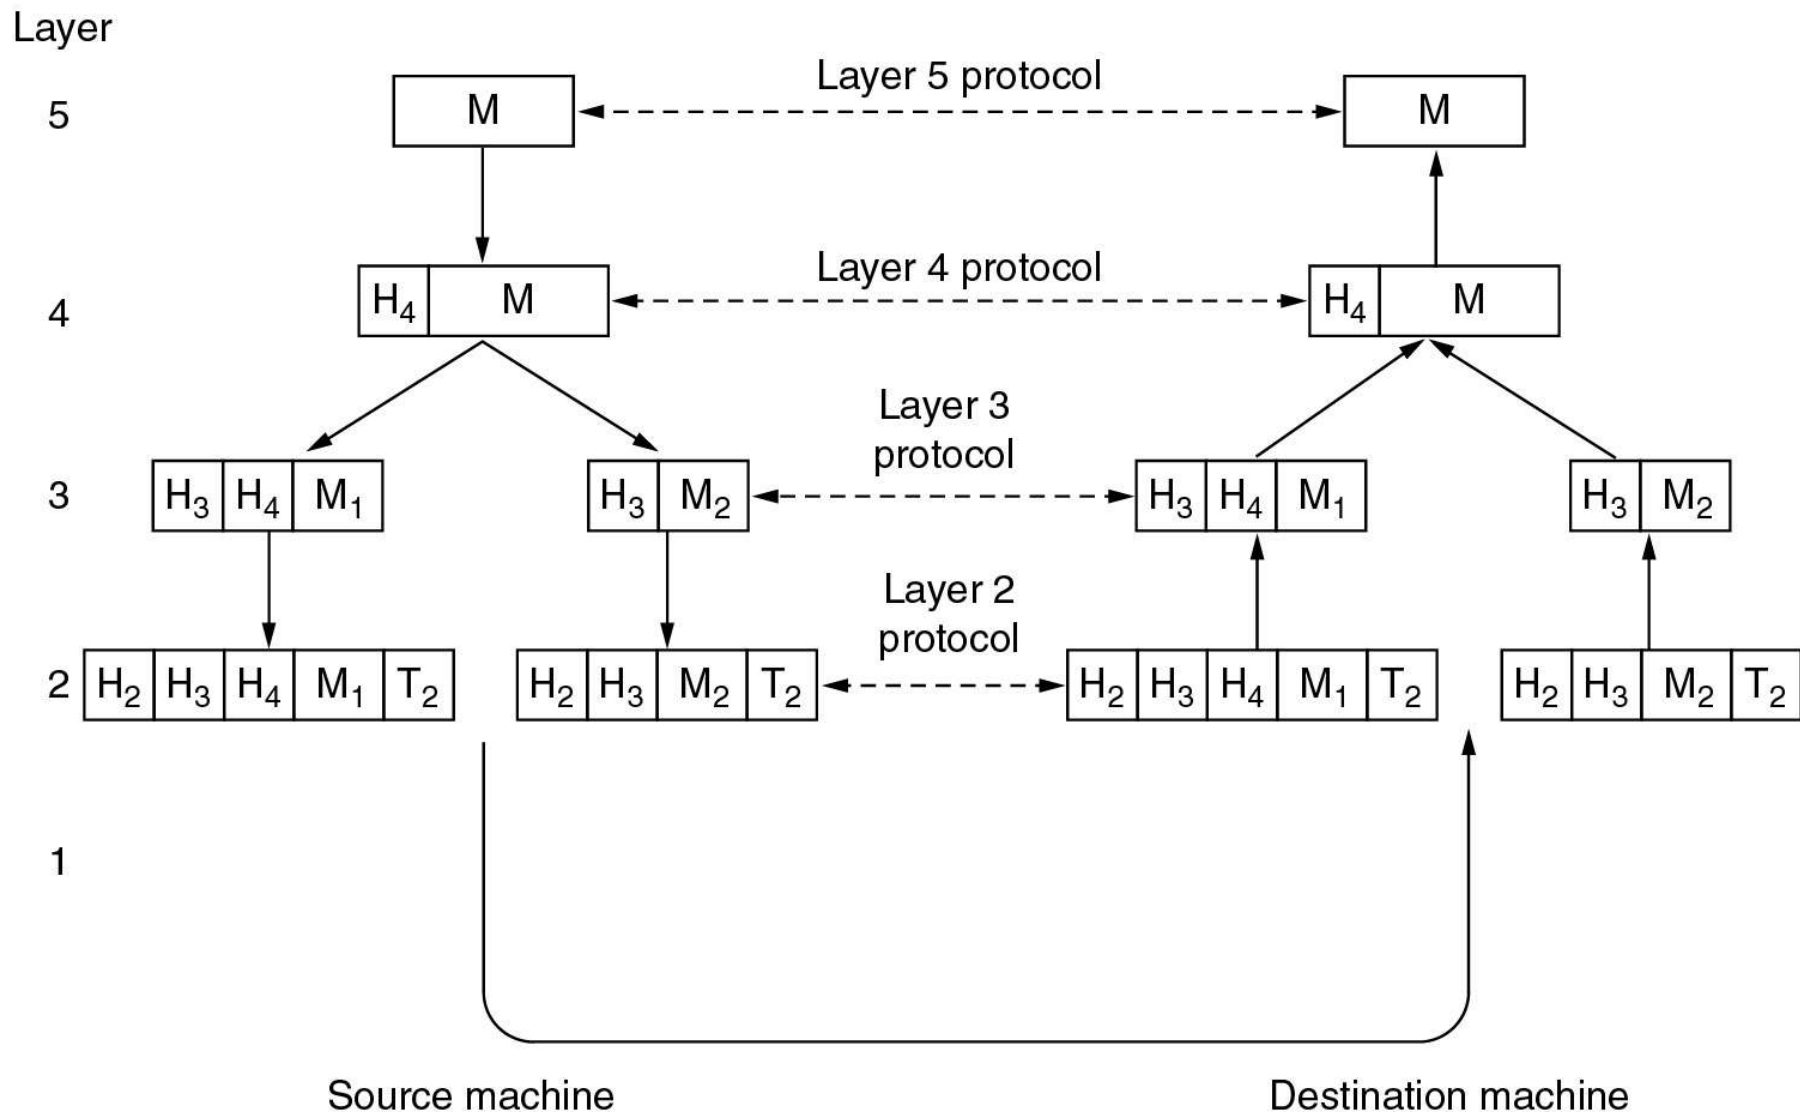 Layer
5 M Layer 5 protocol M
4 H4 M Layer 4 protocol H4 M
Layer 3
protocol
3 H3 H4 M1 H3 M2 H3 H4 M1 H3 M2
Layer 2
protocol
2 H2 H3 H4 M1 T2 H2 H3 M2 T2 H2 H3 H4 M1 T2 H2 H3 M2 T2
1
Source machine Destination machine